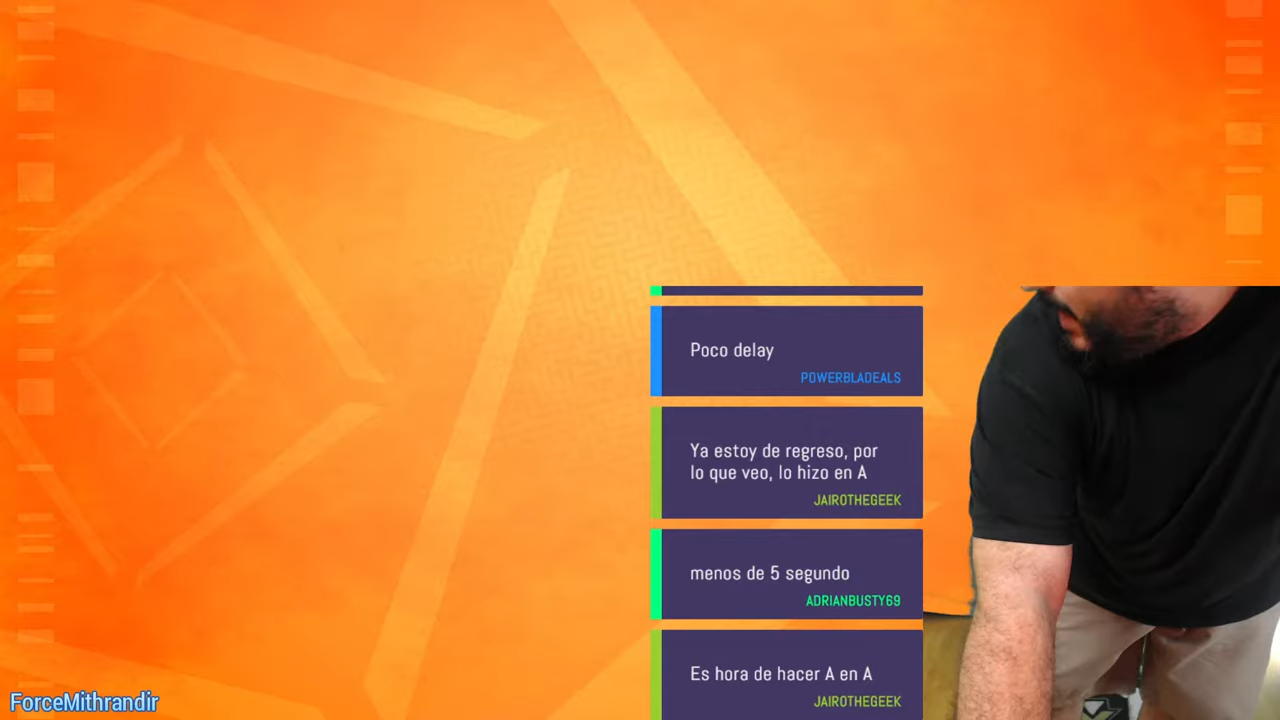 Poco delay
POWERBLADEALS
Ya estoy de regreso, por
lo que veo, lo hizo en A
JAIROTHEGEEK
menos de 5 segundo
ADRIANBUSTY69
Es hora de hacer A en A
JAIROTHEGEEK
ForceMithrandir